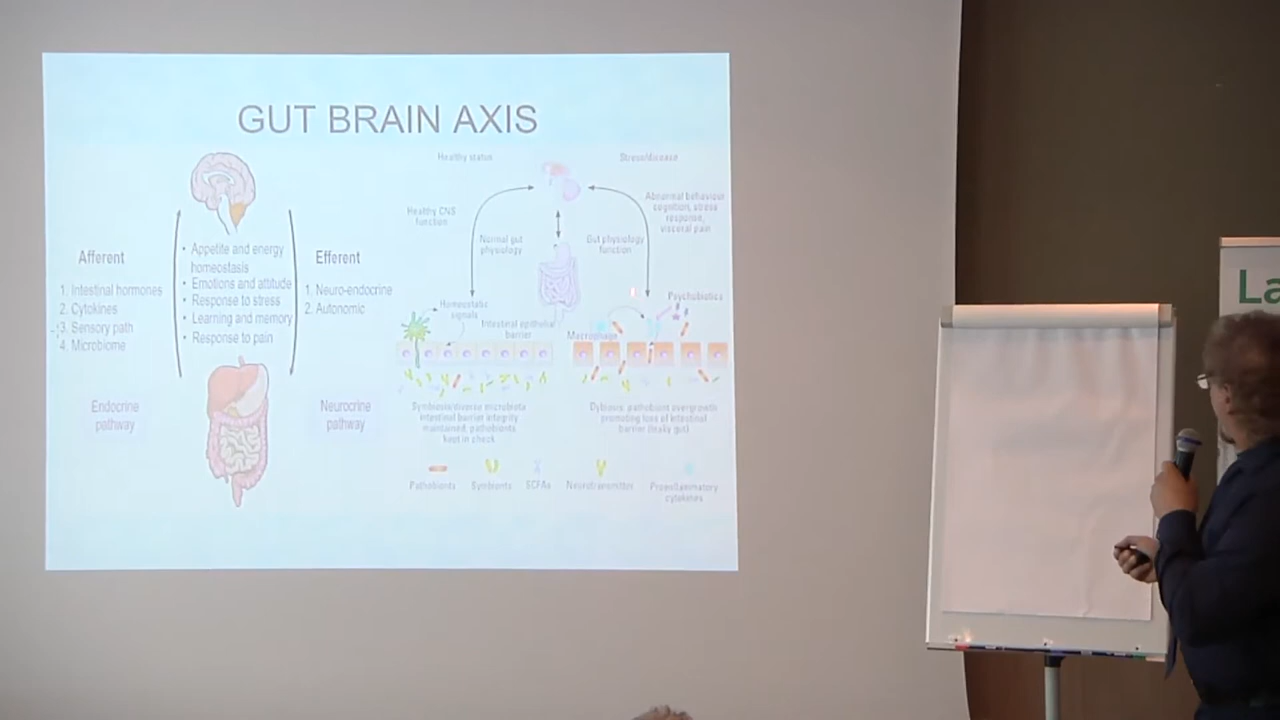 GUT BRAIN AXIS
Afferent
1. Intestinal hormones
2. Cytokines
3. Sensory path
4. Microbiome
Endocrine
pathway
• Appetite and energy
homeostasis
• Emotions and attitude
• Response to stress
• Learning and memory
• Response to pain
Efferent
1. Neuro-endocrine
2. Autonomic
Neurocrine
pathway
Healthy status
Stress/disease
Healthy CNS
function
Abnormal behaviour
cognition, stress
response,
visceral pain
Normal gut
physiology
Gut physiology
function
Homeostatic
signals
Intestinal epithelial
barrier
Psychobiotics
Macrophage
Symbiosis/diverse microbiota
Intestinal barrier integrity
maintained; pathobionts
kept in check
Dybiosis: pathobiont overgrowth
promoting loss of intestinal
barrier (leaky gut)
Pathobionts
Symbionts
SCFAs
Neurotransmitter
Proinflammatory
cytokines
La